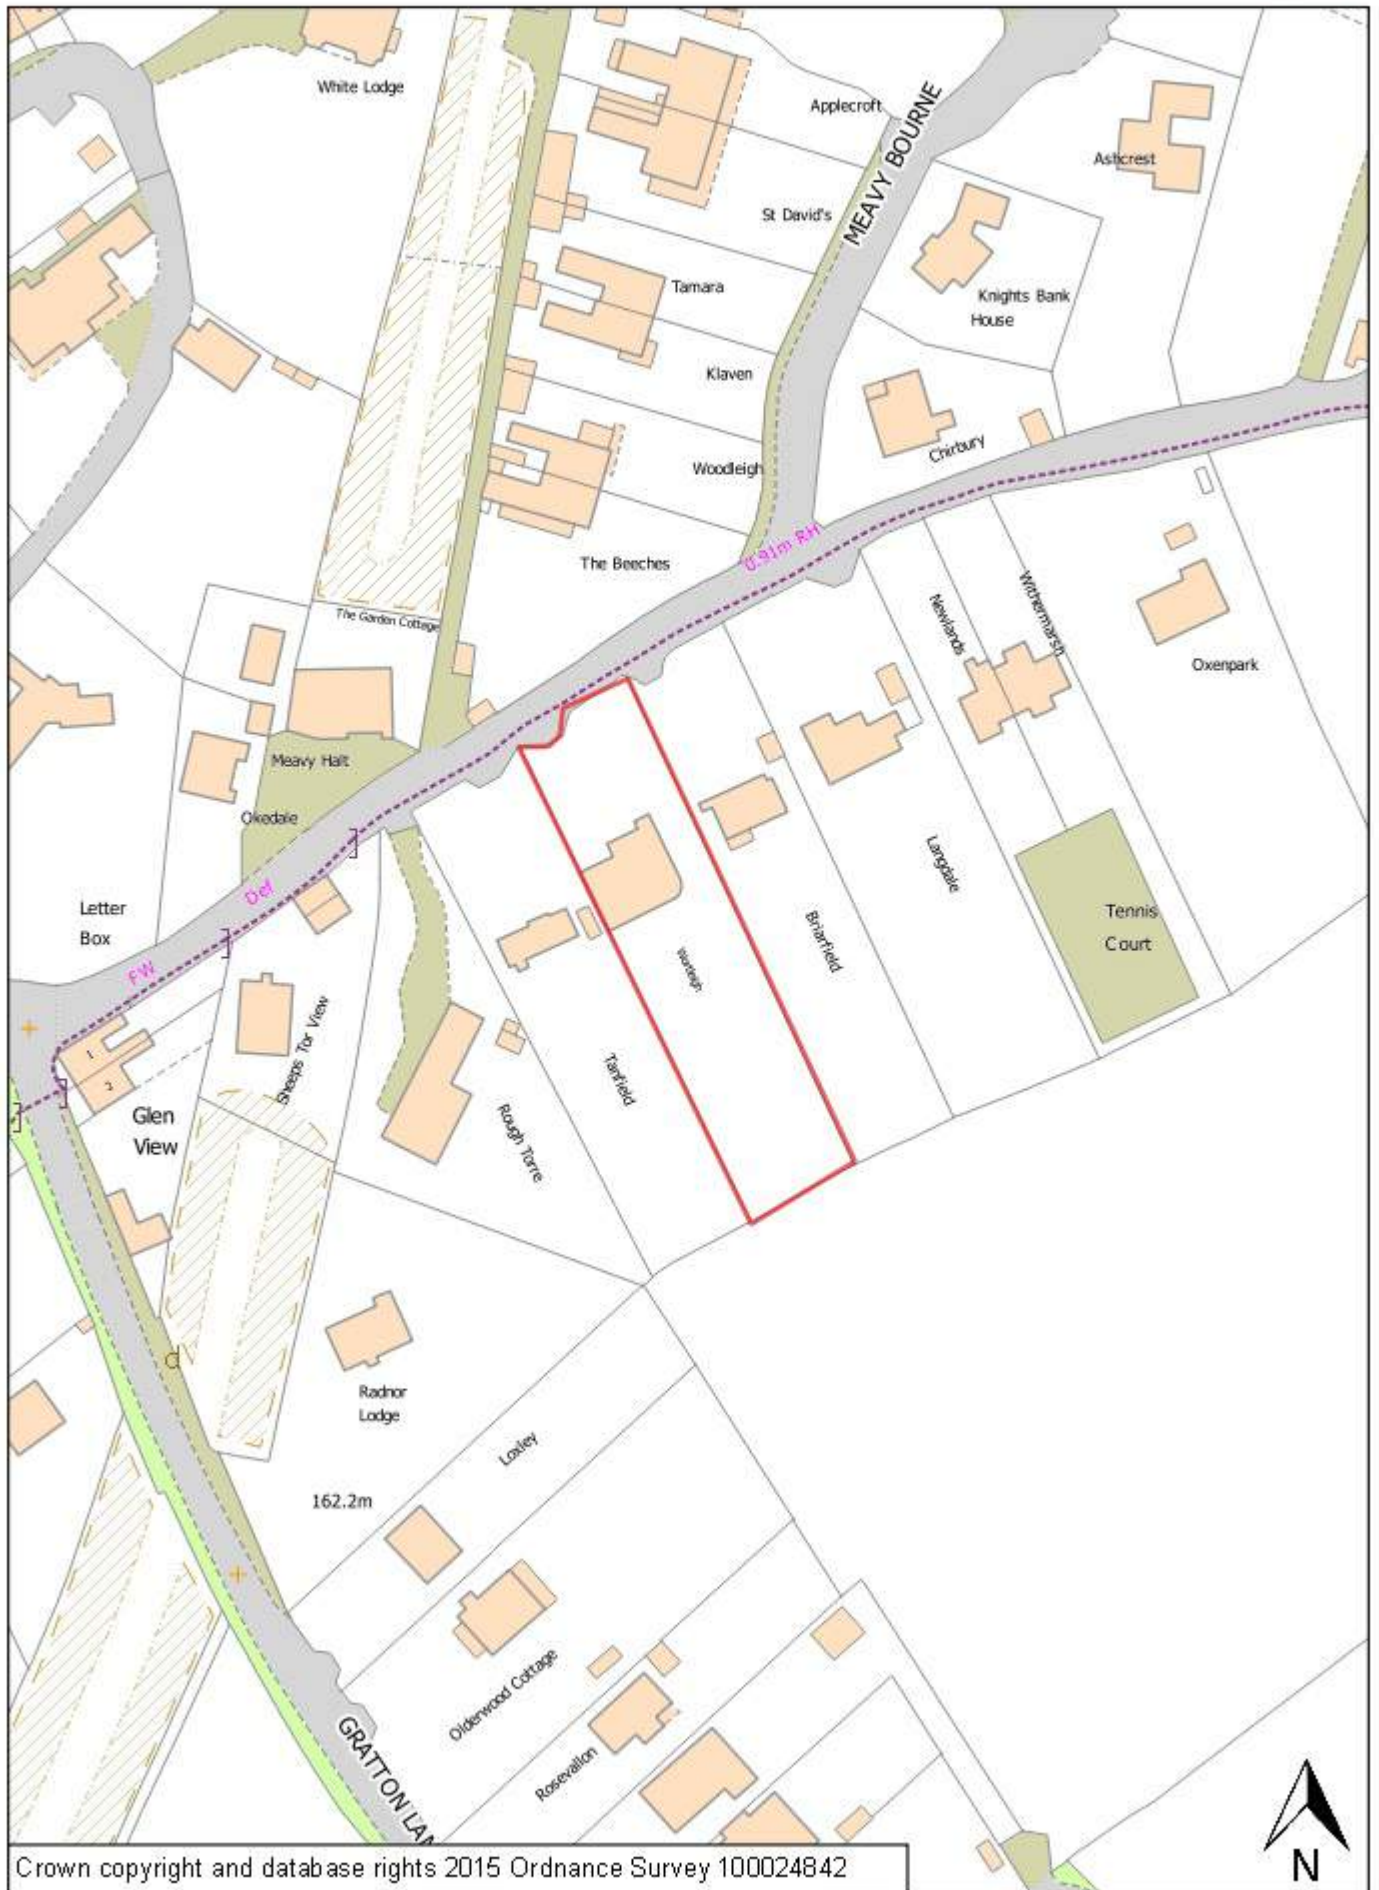 White Lodge
Applecroft
MEAVY BOURNE
Ashcrest
St David's
Tamara
Knights Bank
House
Klaven
Chirbury
Woodleigh
0.91m RH
The Beeches
The Garden Cottage
Newlands
Withermarsh
Oxenpark
Meavy Halt
Okedale
Def
Letter
Box
Langdale
Tennis
Court
Briarfield
FW
Sheeps Tor View
1
2
Tanfield
Glen
View
Rough Torre
d
Radnor
Lodge
Loxley
162.2m
Olderwood Cottage
Rosevallon
GRATTON LAN
Crown copyright and database rights 2015 Ordnance Survey 100024842
N